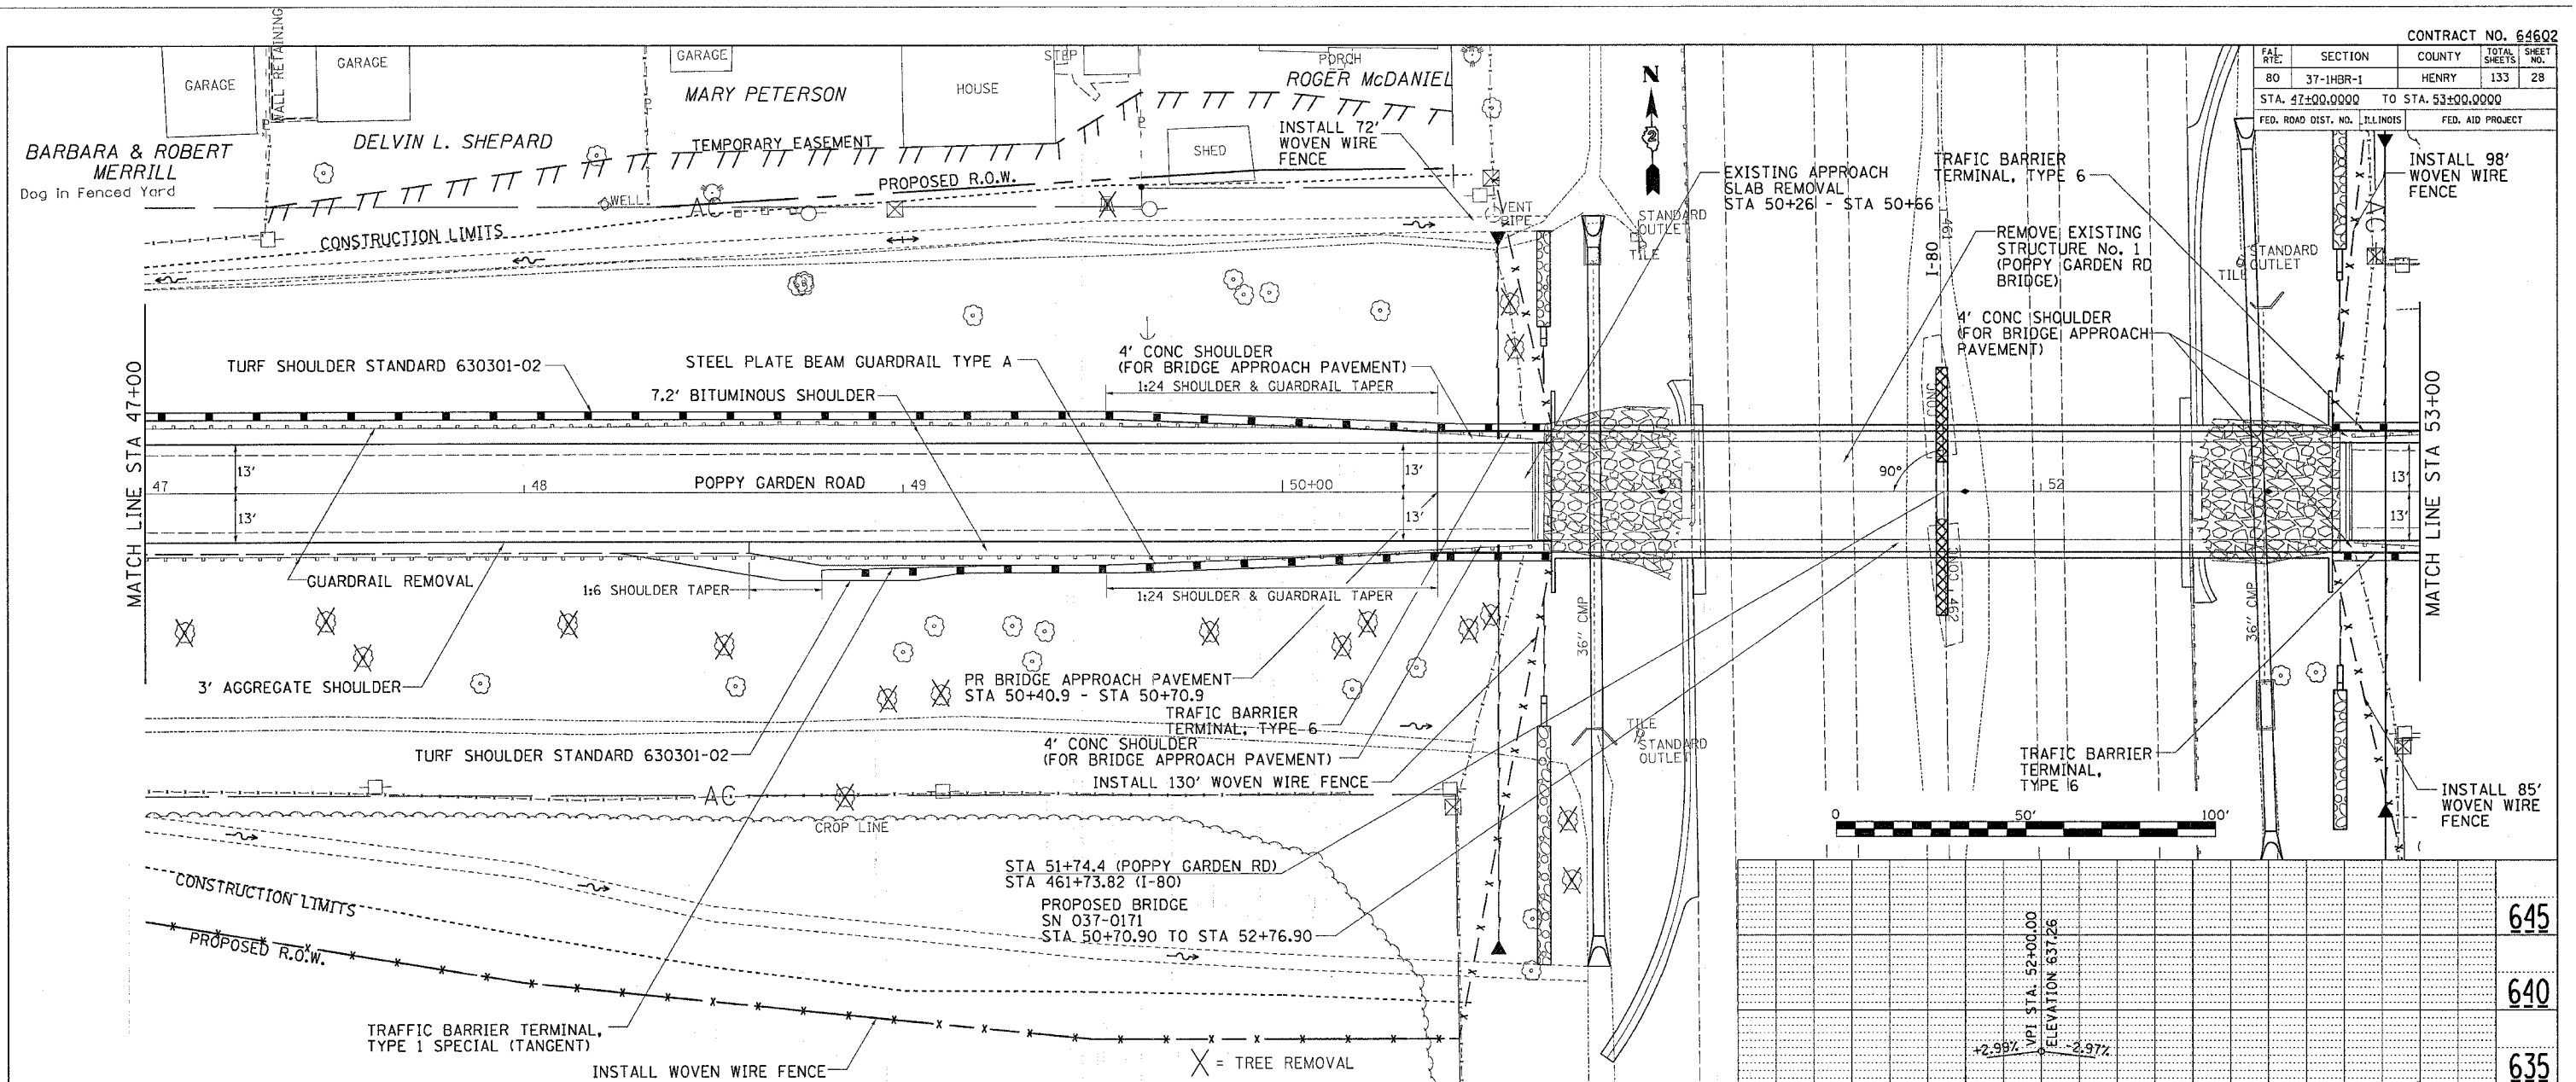 CONTRACT NO. 64602
F.A.I. RTE. SECTION COUNTY TOTAL SHEETS SHEET NO.
80 37-1HBR-1 HENRY 133 28
STA. 47+00.0000 TO STA. 53+00.0000
FED. ROAD DIST. NO. ILLINOIS FED. AID PROJECT
GARAGE
WALL RETAINING
GARAGE
GARAGE
HOUSE
STEP
PORCH
SHED
BARBARA & ROBERT
MERRILL
Dog in Fenced Yard
DELVIN L. SHEPARD
MARY PETERSON
ROGER McDANIEL
TEMPORARY EASEMENT
PROPOSED R.O.W.
WELL
AC
CONSTRUCTION LIMITS
INSTALL 72'
WOVEN WIRE
FENCE
VENT
PIPE
N
2
STANDARD
OUTLET
TILE
EXISTING APPROACH
SLAB REMOVAL
STA 50+26 - STA 50+66
TRAFIC BARRIER
TERMINAL, TYPE 6
461
I-80
REMOVE EXISTING
STRUCTURE No. 1
(POPPY GARDEN RD
BRIDGE)
4' CONC SHOULDER
(FOR BRIDGE APPROACH
PAVEMENT)
STANDARD
OUTLET
TILE
AC
INSTALL 98'
WOVEN WIRE
FENCE
MATCH LINE STA 47+00
TURF SHOULDER STANDARD 630301-02
STEEL PLATE BEAM GUARDRAIL TYPE A
7.2' BITUMINOUS SHOULDER
4' CONC SHOULDER
(FOR BRIDGE APPROACH PAVEMENT)
1:24 SHOULDER & GUARDRAIL TAPER
13'
13'
47
48
POPPY GARDEN ROAD
49
50+00
13'
13'
90°
CONC
CONC
462
52
13'
13'
MATCH LINE STA 53+00
GUARDRAIL REMOVAL
1:6 SHOULDER TAPER
1:24 SHOULDER & GUARDRAIL TAPER
3' AGGREGATE SHOULDER
PR BRIDGE APPROACH PAVEMENT
STA 50+40.9 - STA 50+70.9
TRAFIC BARRIER
TERMINAL, TYPE 6
4' CONC SHOULDER
(FOR BRIDGE APPROACH PAVEMENT)
TURF SHOULDER STANDARD 630301-02
INSTALL 130' WOVEN WIRE FENCE
36" CMP
TILE
STANDARD
OUTLET
36" CMP
TRAFIC BARRIER
TERMINAL,
TYPE 6
INSTALL 85'
WOVEN WIRE
FENCE
0 50' 100'
AC
CROP LINE
STA 51+74.4 (POPPY GARDEN RD)
STA 461+73.82 (I-80)
PROPOSED BRIDGE
SN 037-0171
STA 50+70.90 TO STA 52+76.90
CONSTRUCTION LIMITS
PROPOSED R.O.W.
TRAFFIC BARRIER TERMINAL,
TYPE 1 SPECIAL (TANGENT)
INSTALL WOVEN WIRE FENCE
X = TREE REMOVAL
VPI STA. 52+00.00
ELEVATION 637.26
+2.99% -2.97%
645
640
635